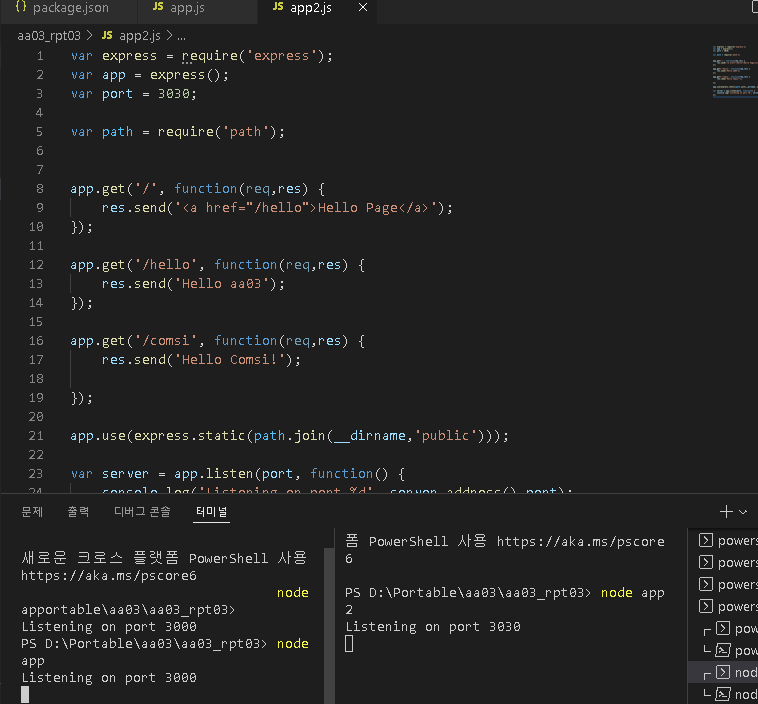 package.json
JS app.js
JS app2.js
aa03_rpt03 > JS app2.js > ...
1 var express = require('express');
2 var app = express();
3 var port = 3030;
4
5 var path = require('path');
6
7
8 app.get('/', function(req,res) {
9 res.send('<a href="/hello">Hello Page</a>');
10 });
11
12 app.get('/hello', function(req,res) {
13 res.send('Hello aa03');
14 });
15
16 app.get('/comsi', function(req,res) {
17 res.send('Hello Comsi!');
18
19 });
20
21 app.use(express.static(path.join(__dirname,'public')));
22
23 var server = app.listen(port, function() {
24 console.log('Listening on port %d', server.address().port);
문제 출력 디버그 콘솔 터미널
새로운 크로스 플랫폼 PowerShell 사용
https://aka.ms/pscore6
node
apportable\aa03\aa03_rpt03>
Listening on port 3000
PS D:\Portable\aa03\aa03_rpt03> node
app
Listening on port 3000
폼 PowerShell 사용 https://aka.ms/pscore
6
PS D:\Portable\aa03\aa03_rpt03> node app
2
Listening on port 3030
powers
powers
powers
powers
pow
pow
nod
nod